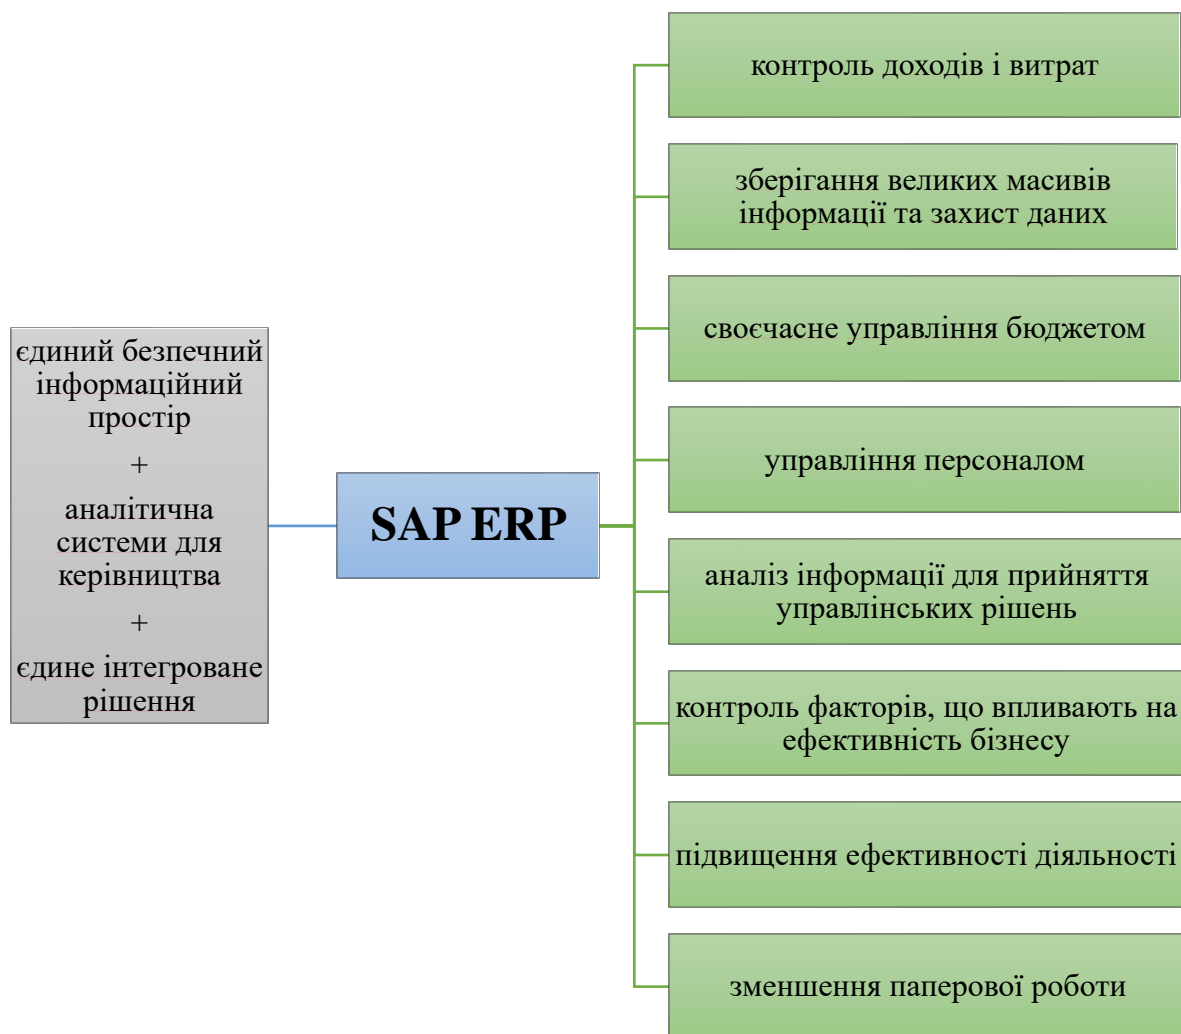 єдиний безпечний
інформаційний
простір
+
аналітична
системи для
керівництва
+
єдине інтегроване
рішення
SAP ERP
контроль доходів і витрат
зберігання великих масивів
інформації та захист даних
своєчасне управління бюджетом
управління персоналом
аналіз інформації для прийняття
управлінських рішень
контроль факторів, що впливають на
ефективність бізнесу
підвищення ефективності діяльності
зменшення паперової роботи